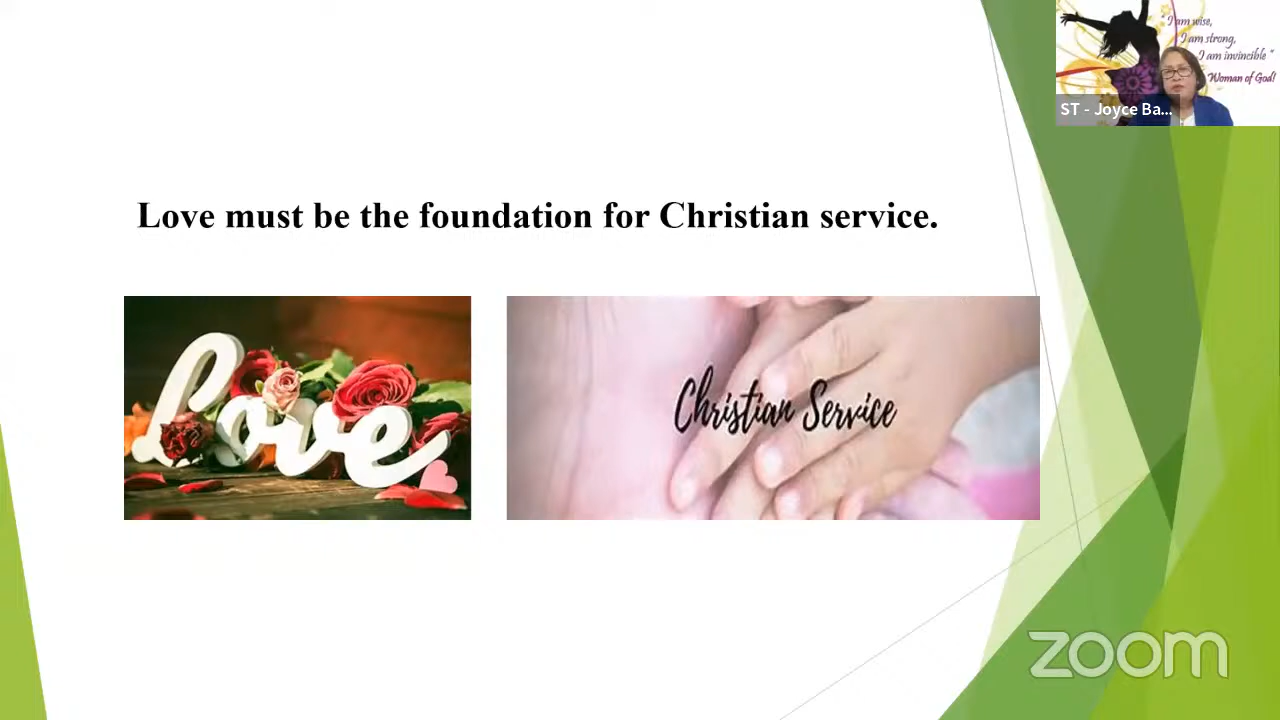 "I am wise,
I am strong,
I am invincible "
Woman of God!
ST - Joyce Ba...
Love must be the foundation for Christian service.
Love
Christian Service
zoom